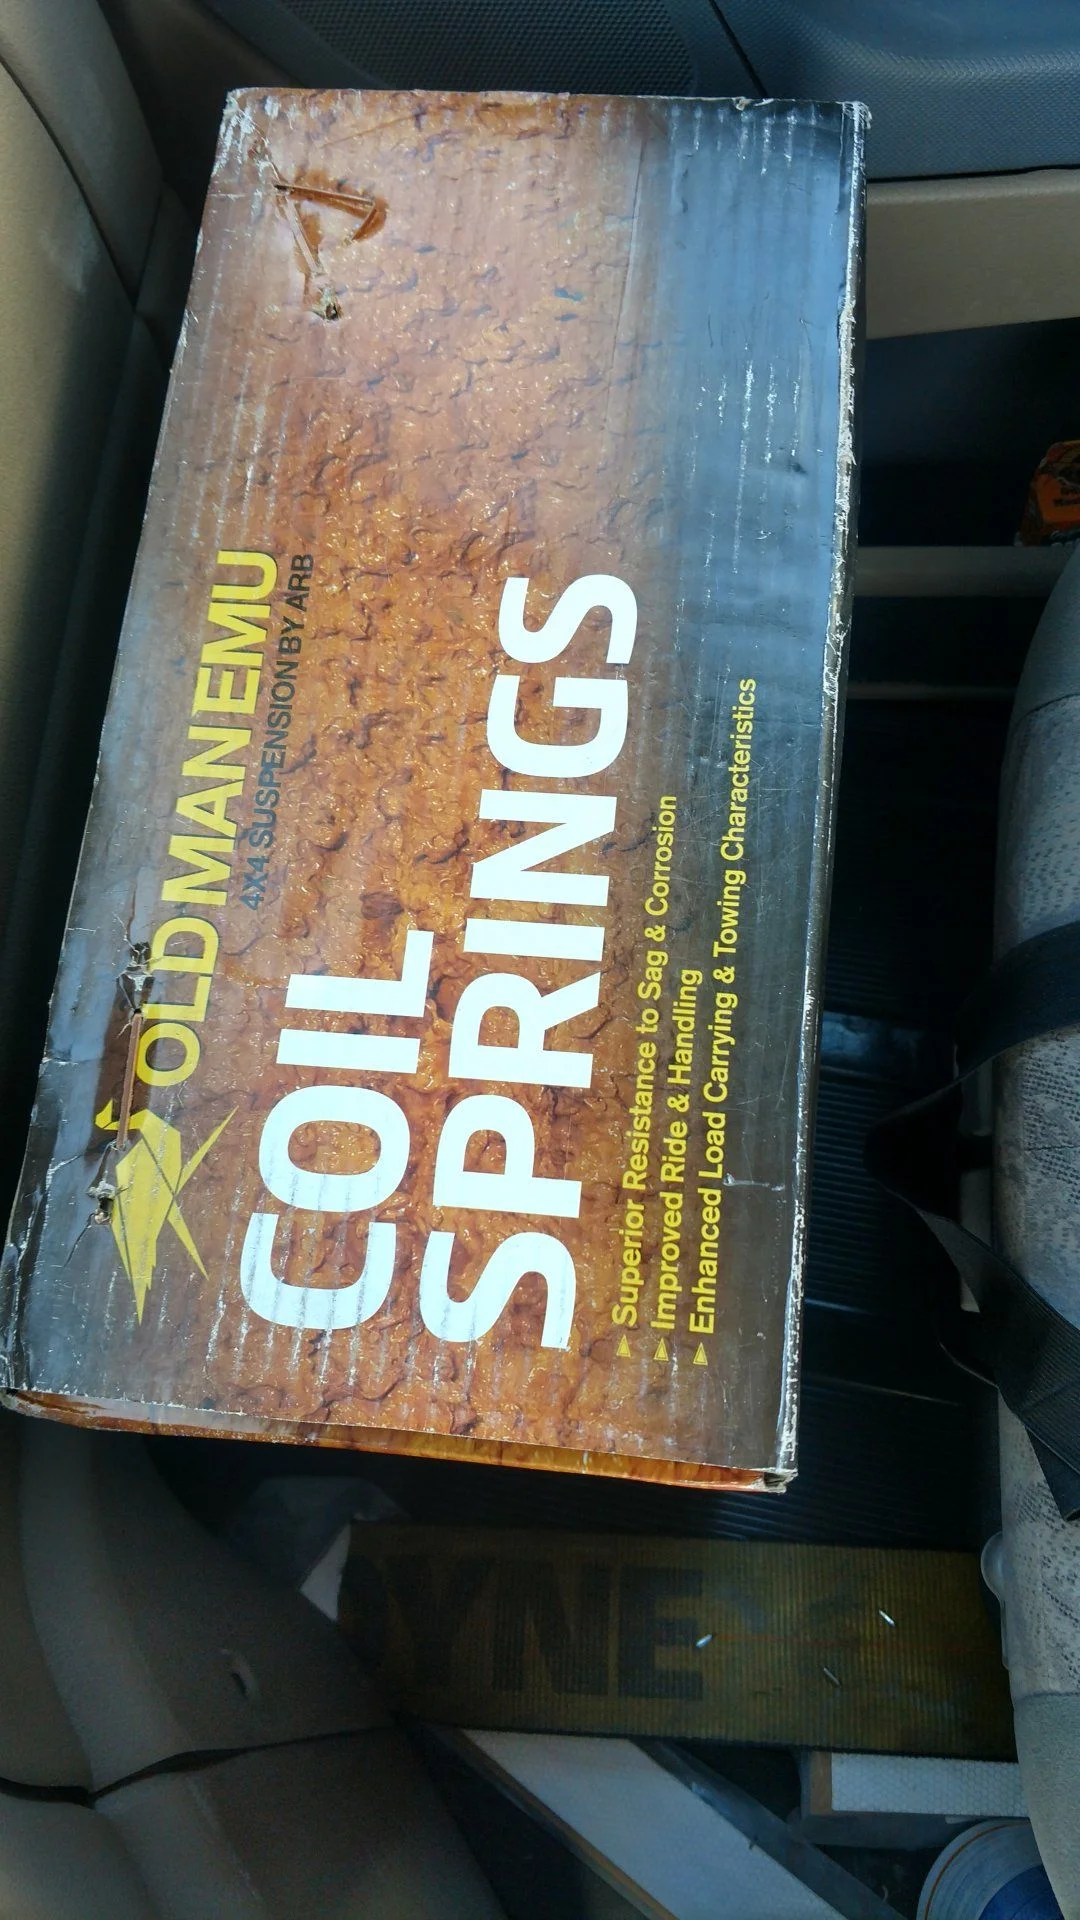 OLD MAN EMU
4X4 SUSPENSION BY ARB
COIL
SPRINGS
Superior Resistance to Sag & Corrosion
Improved Ride & Handling
Enhanced Load Carrying & Towing Characteristics
YNE